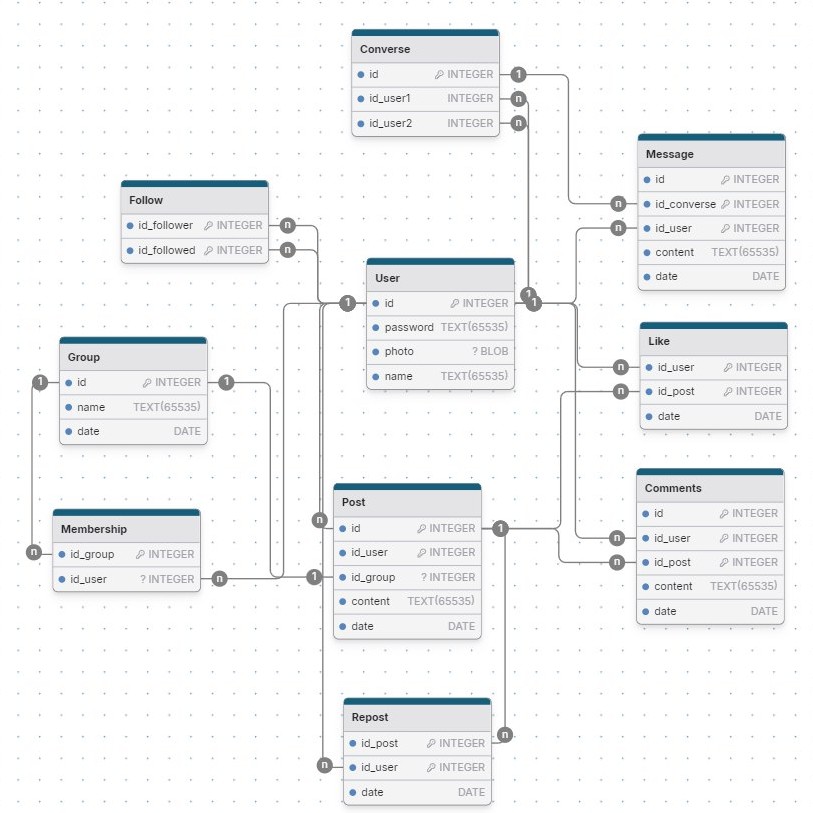 Converse
id INTEGER 1
id_user1 INTEGER n
id_user2 INTEGER n
Message
id INTEGER
n id_converse INTEGER
n id_user INTEGER
content TEXT(65535)
date DATE
Follow
id_follower INTEGER n
id_followed INTEGER n
User
1 id INTEGER 1 1
password TEXT(65535)
photo ? BLOB
name TEXT(65535)
Group
1 id INTEGER 1
name TEXT(65535)
date DATE
Like
n id_user INTEGER
n id_post INTEGER
date DATE
Membership
n id_group INTEGER
id_user ? INTEGER n
Post
n id INTEGER 1
id_user INTEGER
1 id_group ? INTEGER
content TEXT(65535)
date DATE
Comments
id INTEGER
n id_user INTEGER
n id_post INTEGER
content TEXT(65535)
date DATE
Repost
id_post INTEGER n
n id_user INTEGER
date DATE